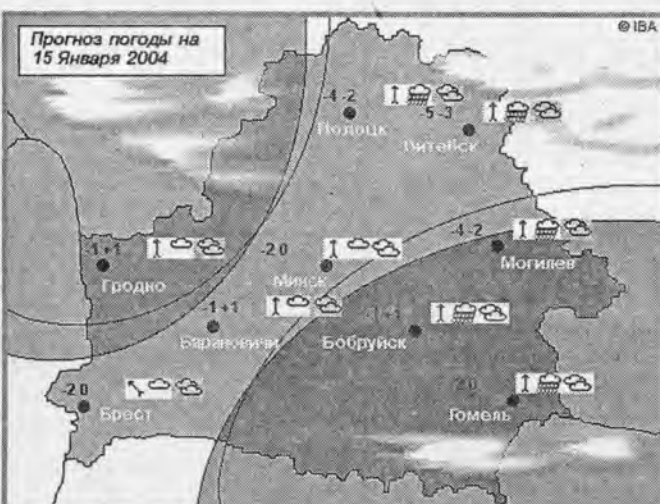 Прогноз погоды на
15 Января 2004
© IBA
-4 -2
Полоцк
-5 -3
Витебск
-4 -2
Могилев
-1 +1
Гродно
-2 0
Минск
-1 +1
Барановичи
-1 +1
Бобруйск
-2 0
Брест
-2 0
Гомель